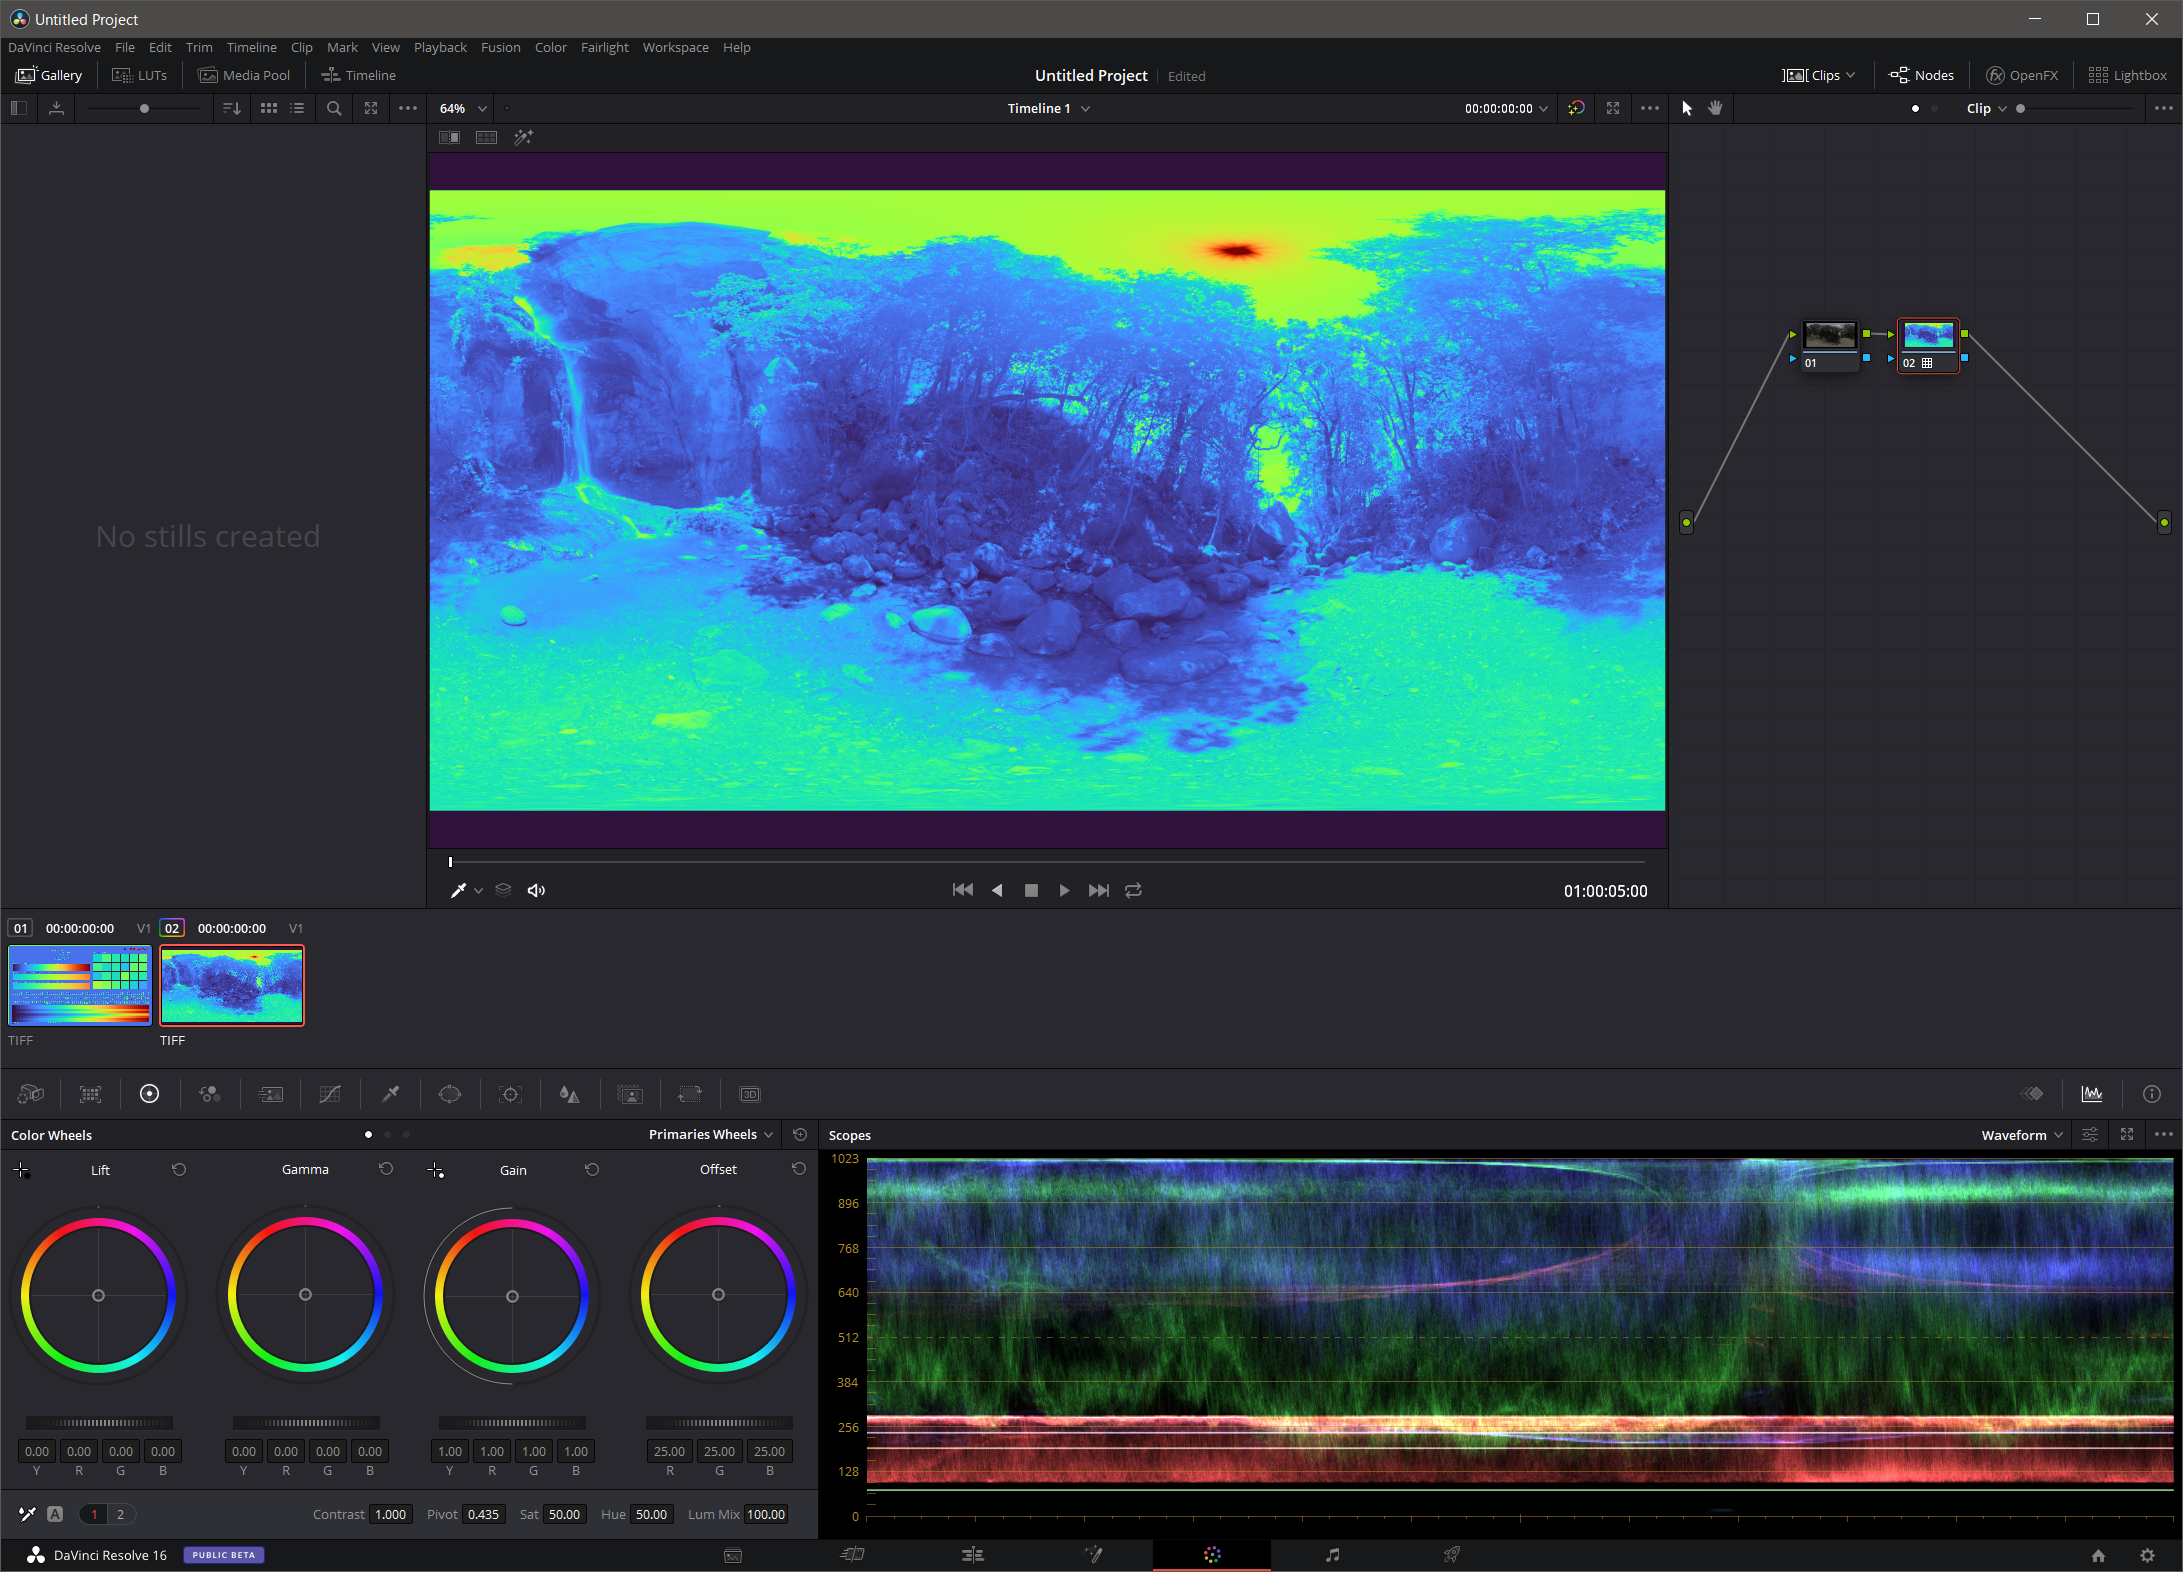 Untitled Project
DaVinci Resolve File Edit Trim Timeline Clip Mark View Playback Fusion Color Fairlight Workspace Help
Gallery LUTs Media Pool Timeline Untitled Project Edited Clips Nodes OpenFX Lightbox
64% Timeline 1 00:00:00:00 Clip
No stills created
01 02
01:00:05:00
01 00:00:00:00 V1 02 00:00:00:00 V1
TIFF TIFF
3D
Color Wheels Primaries Wheels Scopes Waveform
Lift Gamma Gain Offset
1023
896
768
640
512
384
256
128
0
0.00 0.00 0.00 0.00 0.00 0.00 0.00 0.00 1.00 1.00 1.00 1.00 25.00 25.00 25.00
Y R G B Y R G B Y R G B R G B
A 1 2 Contrast 1.000 Pivot 0.435 Sat 50.00 Hue 50.00 Lum Mix 100.00
DaVinci Resolve 16 PUBLIC BETA